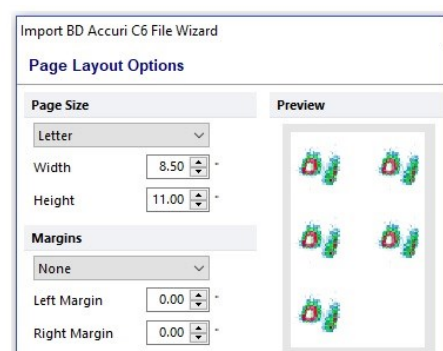 Import BD Accuri C6 File Wizard
Page Layout Options
Page Size
Letter
Width 8.50 "
Height 11.00 "
Margins
None
Left Margin 0.00 "
Right Margin 0.00 "
Preview